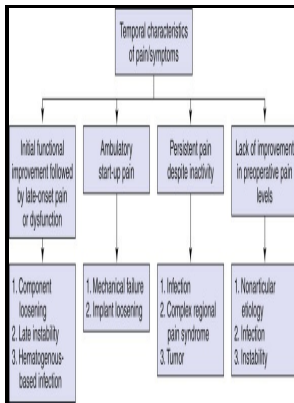 Temporal characteristics
of pain/symptoms
Initial functional
improvement followed
by late-onset pain
or dysfunction
Ambulatory
start-up pain
Persistent pain
despite inactivity
Lack of improvement
in preoperative pain
levels
1. Component
loosening
2. Late instability
3. Hematogenous-
based infection
1. Mechanical failure
2. Implant loosening
1. Infection
2. Complex regional
pain syndrome
3. Tumor
1. Nonarticular
etiology
2. Infection
3. Instability